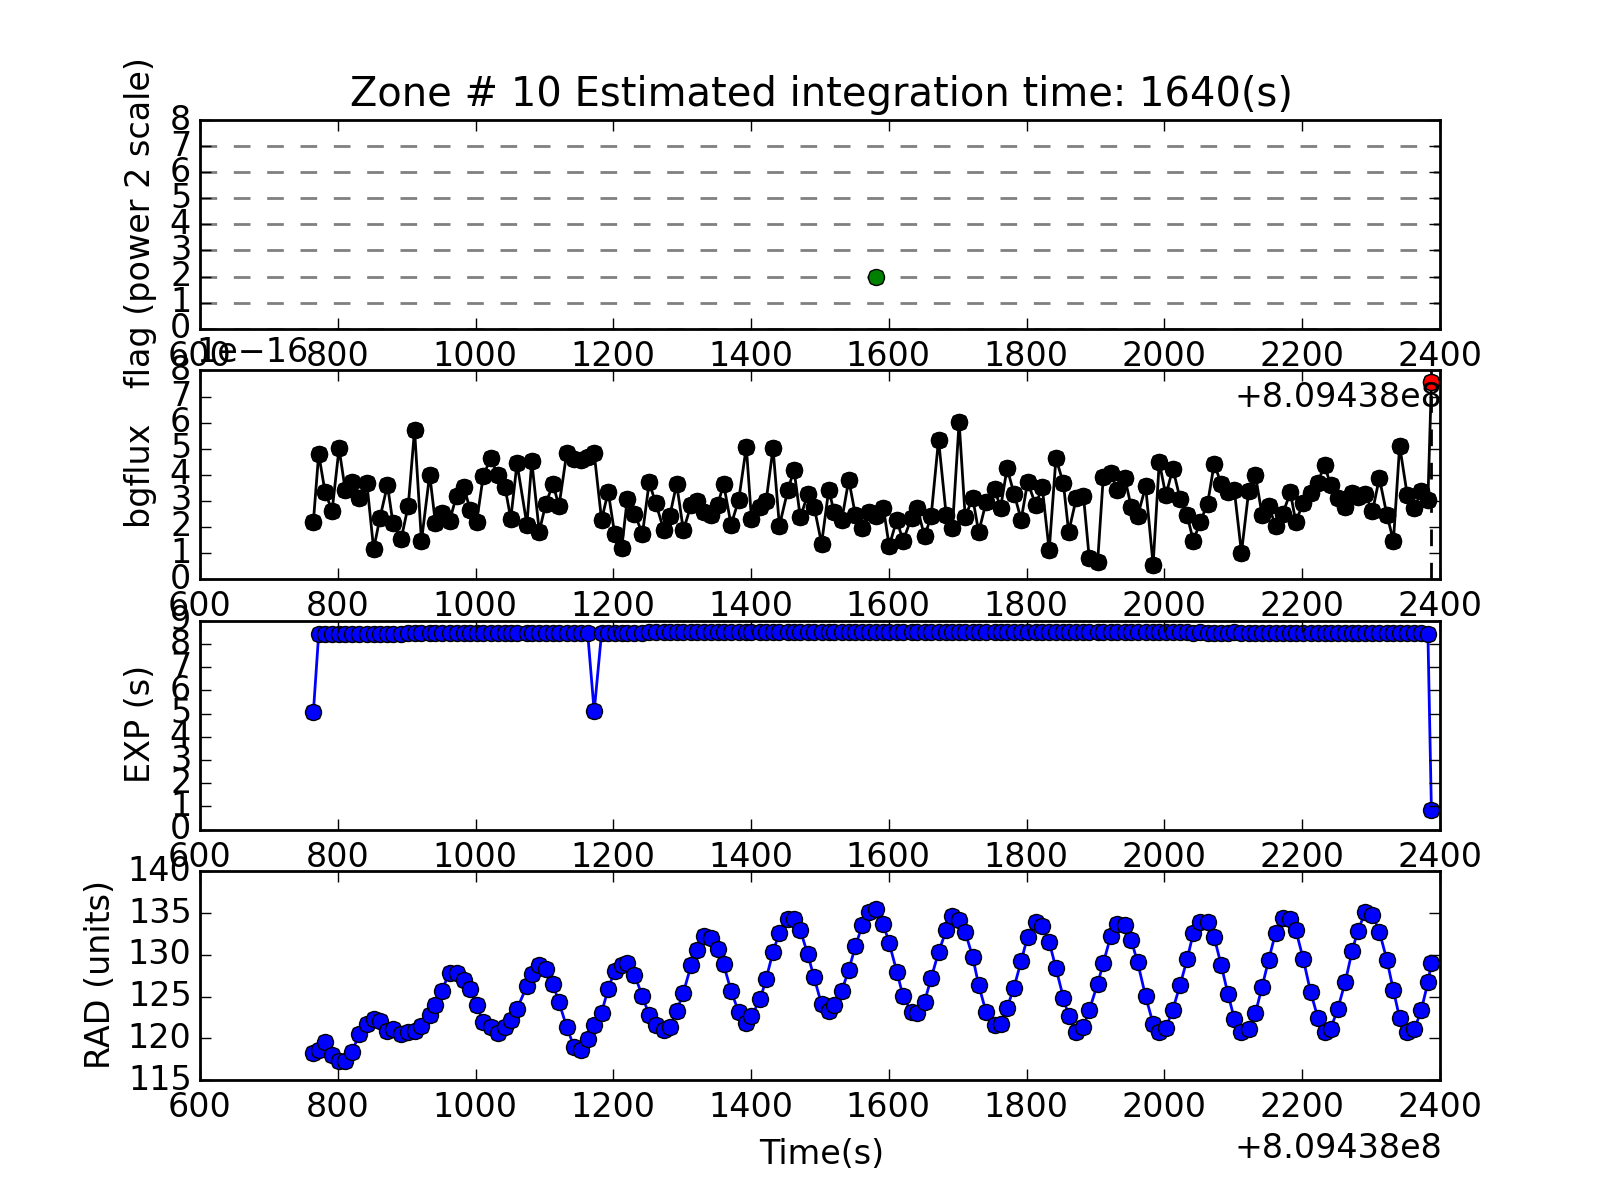 Zone # 10 Estimated integration time: 1640(s)
flag (power 2 scale)
8
7
6
5
4
3
2
1
0
600 800 1000 1200 1400 1600 1800 2000 2200 2400
1e−16
+8.09438e8
bgflux
8
7
6
5
4
3
2
1
0
600 800 1000 1200 1400 1600 1800 2000 2200 2400
EXP (s)
9
8
7
6
5
4
3
2
1
0
600 800 1000 1200 1400 1600 1800 2000 2200 2400
RAD (units)
140
135
130
125
120
115
600 800 1000 1200 1400 1600 1800 2000 2200 2400
Time(s)
+8.09438e8